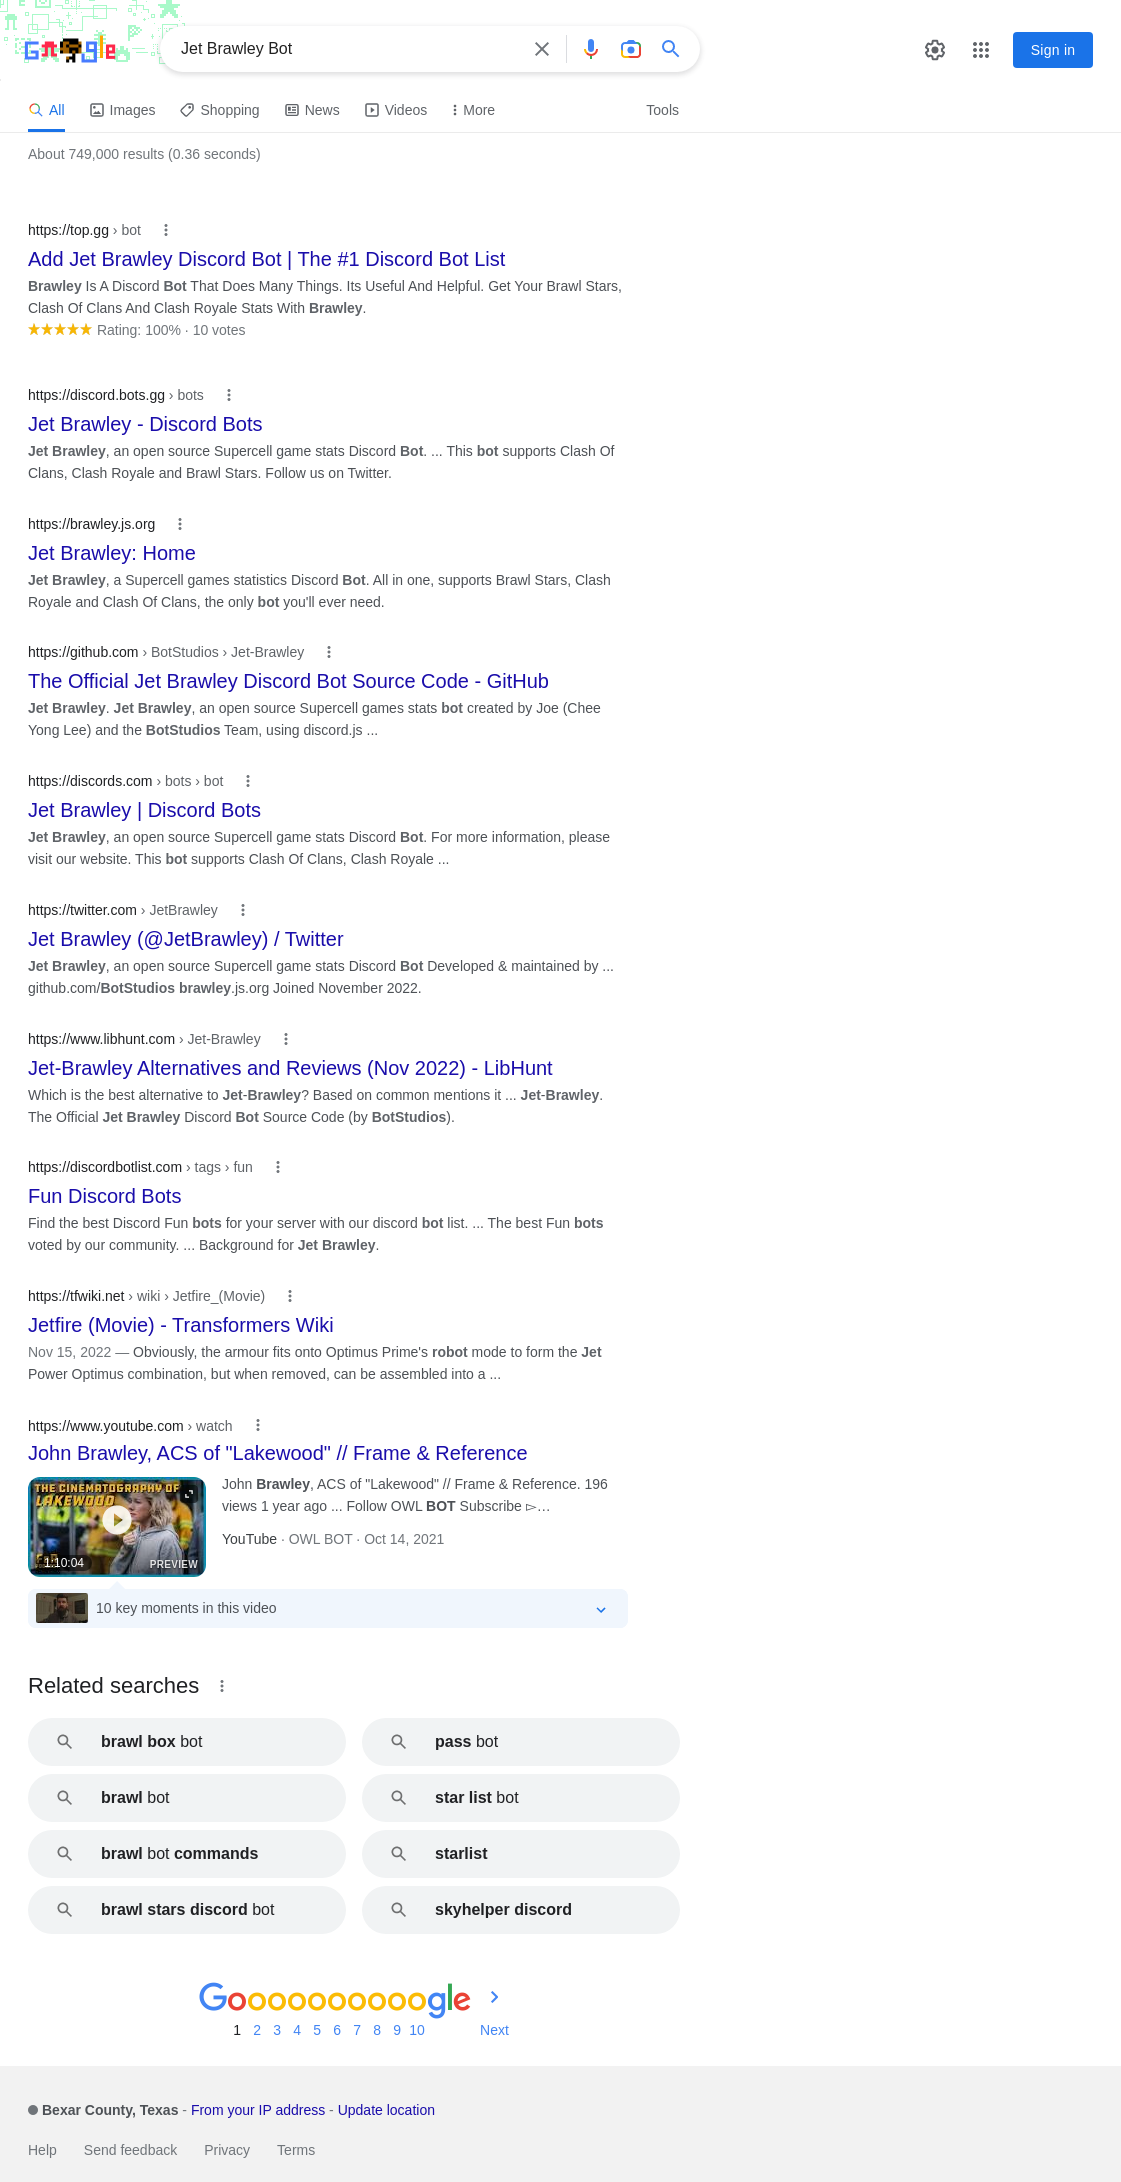 Google
Jet Brawley Bot
Sign in
All
Images
Shopping
News
Videos
More
Tools
About 749,000 results (0.36 seconds)
https://top.gg › bot
Add Jet Brawley Discord Bot | The #1 Discord Bot List
Brawley Is A Discord Bot That Does Many Things. Its Useful And Helpful. Get Your Brawl Stars,
Clash Of Clans And Clash Royale Stats With Brawley.
Rating: 100% · 10 votes
https://discord.bots.gg › bots
Jet Brawley - Discord Bots
Jet Brawley, an open source Supercell game stats Discord Bot. ... This bot supports Clash Of
Clans, Clash Royale and Brawl Stars. Follow us on Twitter.
https://brawley.js.org
Jet Brawley: Home
Jet Brawley, a Supercell games statistics Discord Bot. All in one, supports Brawl Stars, Clash
Royale and Clash Of Clans, the only bot you'll ever need.
https://github.com › BotStudios › Jet-Brawley
The Official Jet Brawley Discord Bot Source Code - GitHub
Jet Brawley. Jet Brawley, an open source Supercell games stats bot created by Joe (Chee
Yong Lee) and the BotStudios Team, using discord.js ...
https://discords.com › bots › bot
Jet Brawley | Discord Bots
Jet Brawley, an open source Supercell game stats Discord Bot. For more information, please
visit our website. This bot supports Clash Of Clans, Clash Royale ...
https://twitter.com › JetBrawley
Jet Brawley (@JetBrawley) / Twitter
Jet Brawley, an open source Supercell game stats Discord Bot Developed & maintained by ...
github.com/BotStudios brawley.js.org Joined November 2022.
https://www.libhunt.com › Jet-Brawley
Jet-Brawley Alternatives and Reviews (Nov 2022) - LibHunt
Which is the best alternative to Jet-Brawley? Based on common mentions it ... Jet-Brawley.
The Official Jet Brawley Discord Bot Source Code (by BotStudios).
https://discordbotlist.com › tags › fun
Fun Discord Bots
Find the best Discord Fun bots for your server with our discord bot list. ... The best Fun bots
voted by our community. ... Background for Jet Brawley.
https://tfwiki.net › wiki › Jetfire_(Movie)
Jetfire (Movie) - Transformers Wiki
Nov 15, 2022 — Obviously, the armour fits onto Optimus Prime's robot mode to form the Jet
Power Optimus combination, but when removed, can be assembled into a ...
https://www.youtube.com › watch
John Brawley, ACS of "Lakewood" // Frame & Reference
THE CINEMATOGRAPHY OF
LAKEWOOD
1:10:04
PREVIEW
John Brawley, ACS of "Lakewood" // Frame & Reference. 196
views 1 year ago ... Follow OWL BOT Subscribe ▻…
YouTube · OWL BOT · Oct 14, 2021
10 key moments in this video
Related searches
brawl box bot
pass bot
brawl bot
star list bot
brawl bot commands
starlist
brawl stars discord bot
skyhelper discord
Goooooooooogle
1 2 3 4 5 6 7 8 9 10 Next
Bexar County, Texas - From your IP address - Update location
Help Send feedback Privacy Terms